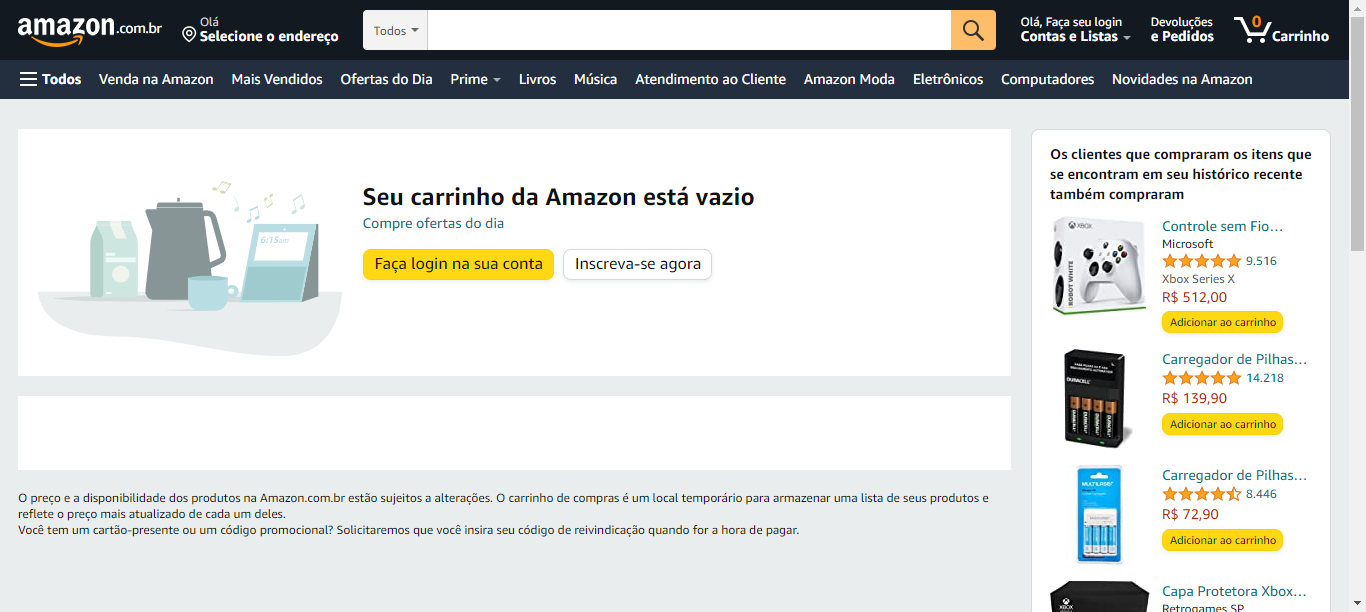 amazon.com.br
Olá
Selecione o endereço
Todos
Olá, Faça seu login
Contas e Listas
Devoluções
e Pedidos
0
Carrinho
Todos
Venda na Amazon
Mais Vendidos
Ofertas do Dia
Prime
Livros
Música
Atendimento ao Cliente
Amazon Moda
Eletrônicos
Computadores
Novidades na Amazon
6:15am
Seu carrinho da Amazon está vazio
Compre ofertas do dia
Faça login na sua conta
Inscreva-se agora
O preço e a disponibilidade dos produtos na Amazon.com.br estão sujeitos a alterações. O carrinho de compras é um local temporário para armazenar uma lista de seus produtos e
reflete o preço mais atualizado de cada um deles.
Você tem um cartão-presente ou um código promocional? Solicitaremos que você insira seu código de reivindicação quando for a hora de pagar.
Os clientes que compraram os itens que
se encontram em seu histórico recente
também compraram
XBOX
ROBOT WHITE
Controle sem Fio...
Microsoft
9.516
Xbox Series X
R$ 512,00
Adicionar ao carrinho
DURACELL
Carregador de Pilhas...
14.218
R$ 139,90
Adicionar ao carrinho
MULTILASER
Carregador de Pilhas...
8.446
R$ 72,90
Adicionar ao carrinho
XBOX
Capa Protetora Xbox...
Retrogames SP